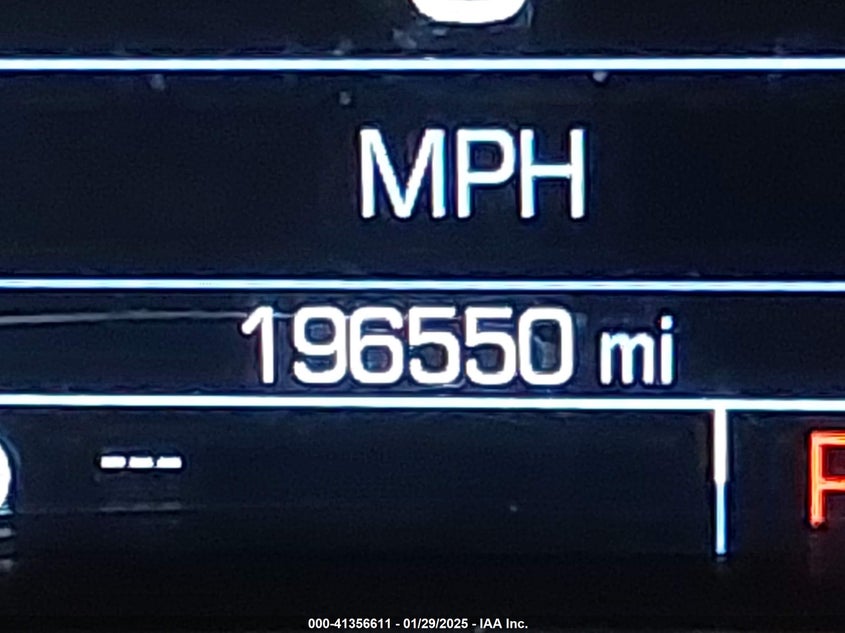 MPH
196550 mi
---
000-41356611 - 01/29/2025 - IAA Inc.